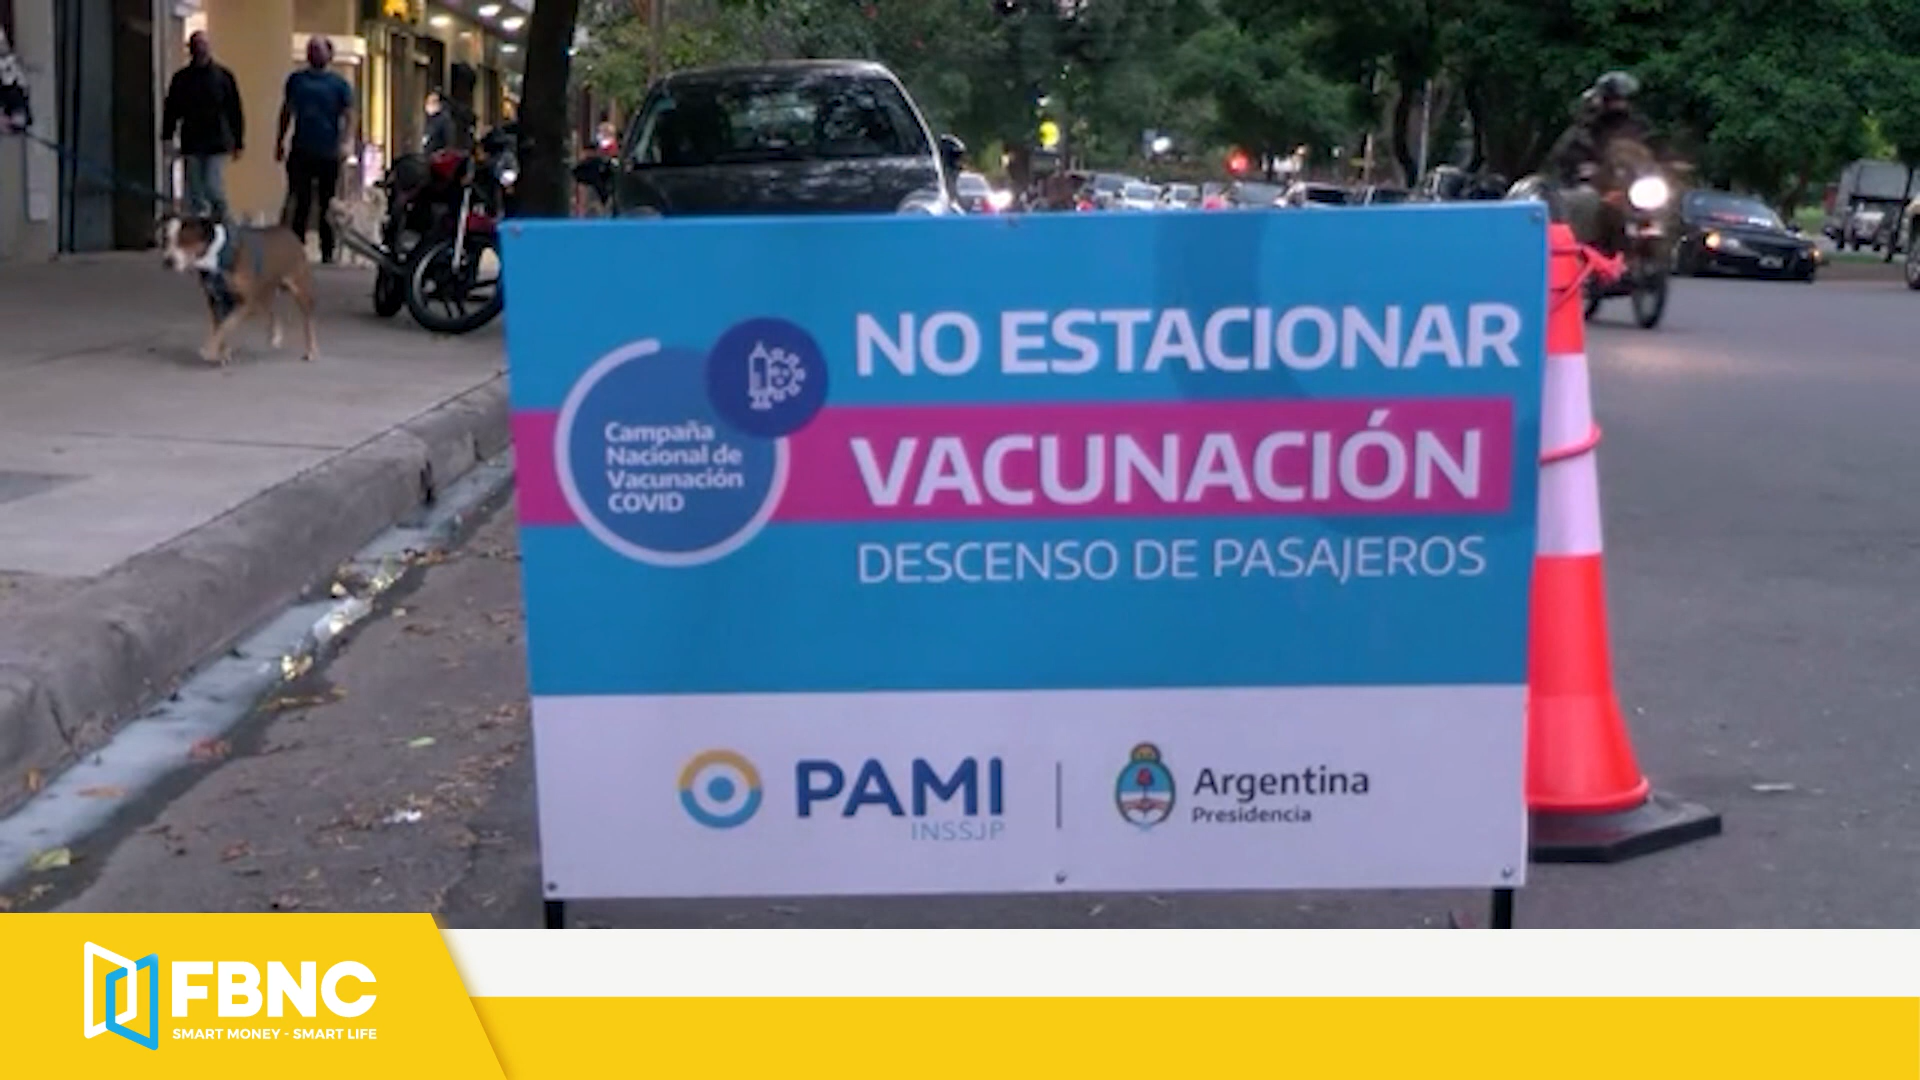 NO ESTACIONAR
VACUNACIÓN
DESCENSO DE PASAJEROS
Campaña
Nacional de
Vacunación
COVID
PAMI
INSSJP
Argentina
Presidencia
FBNC
SMART MONEY - SMART LIFE